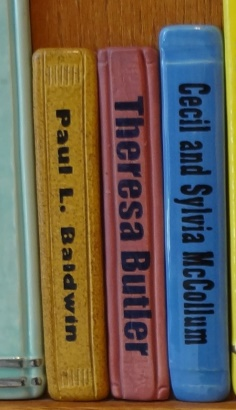 Paul L. Baldwin
Theresa Butler
Cecil and Sylvia McCollum